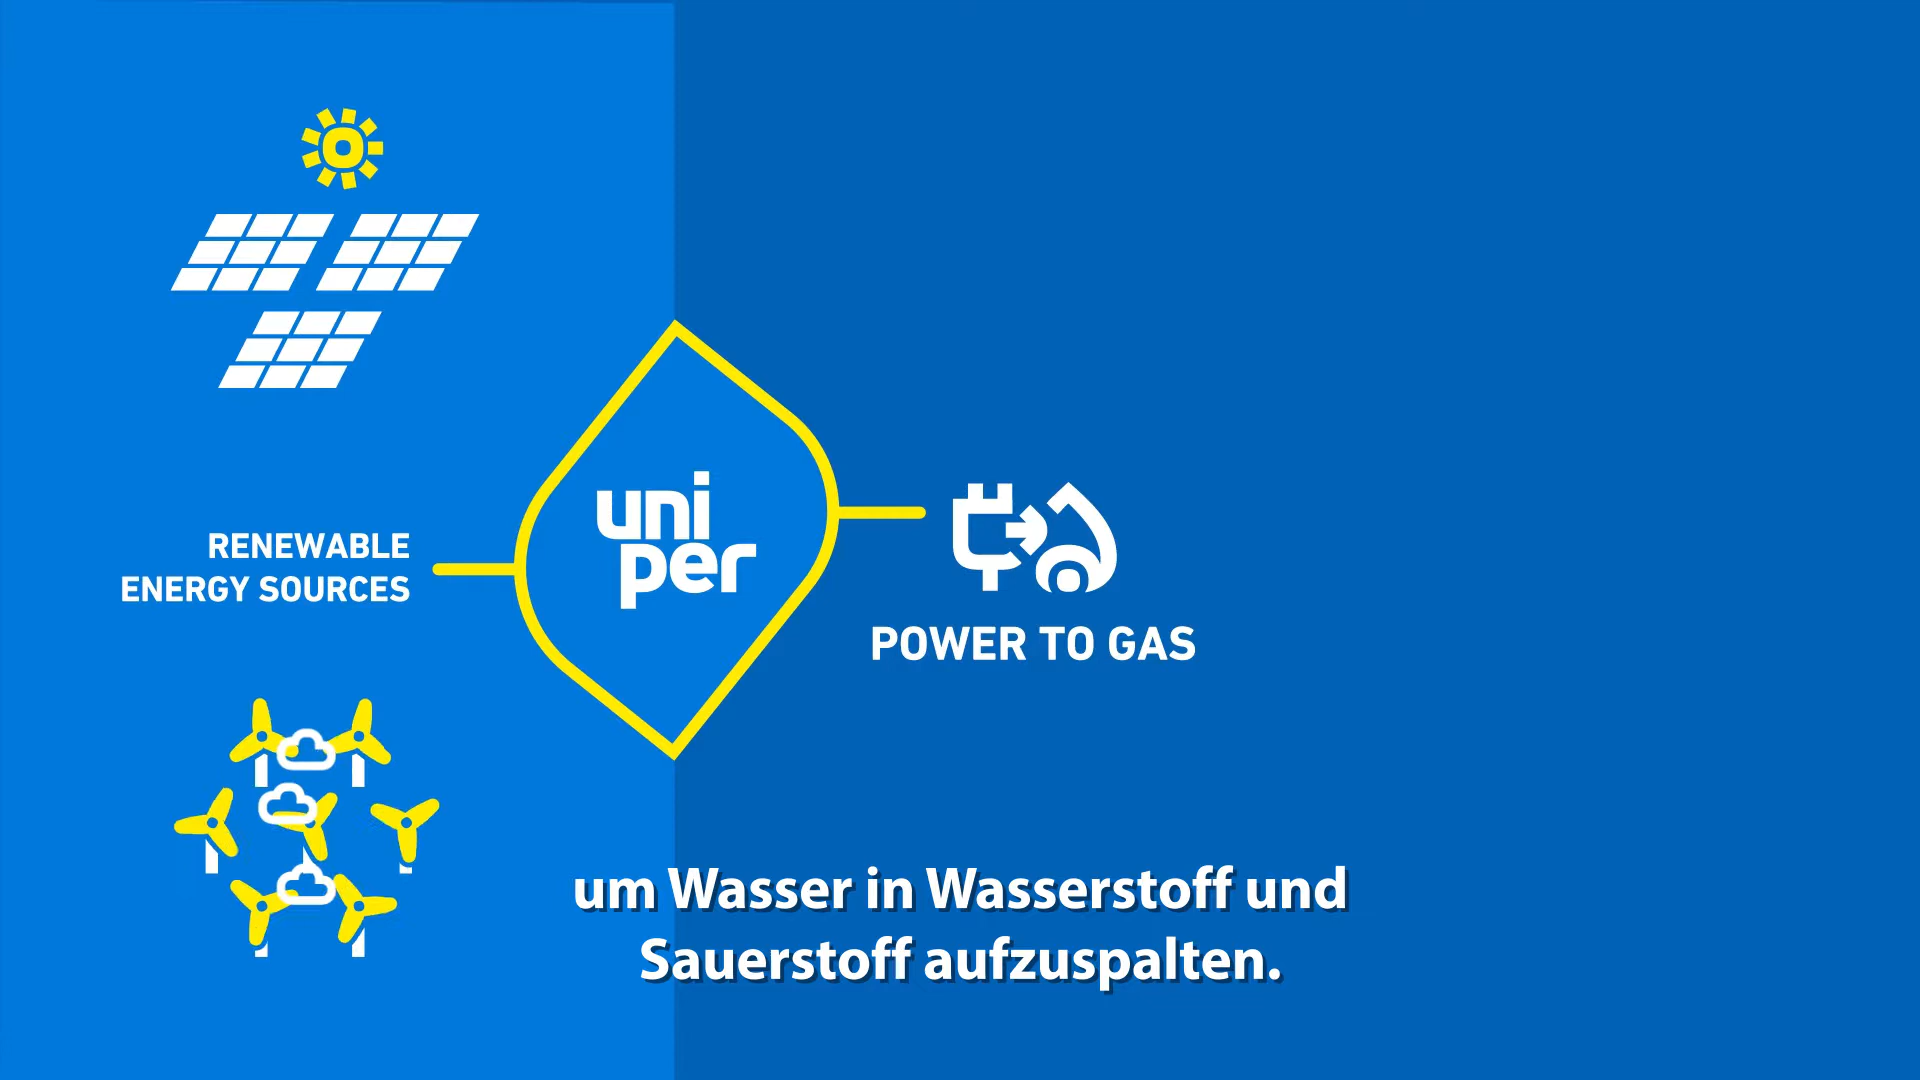 RENEWABLE
ENERGY SOURCES
uni
per
POWER TO GAS
um Wasser in Wasserstoff und
Sauerstoff aufzuspalten.